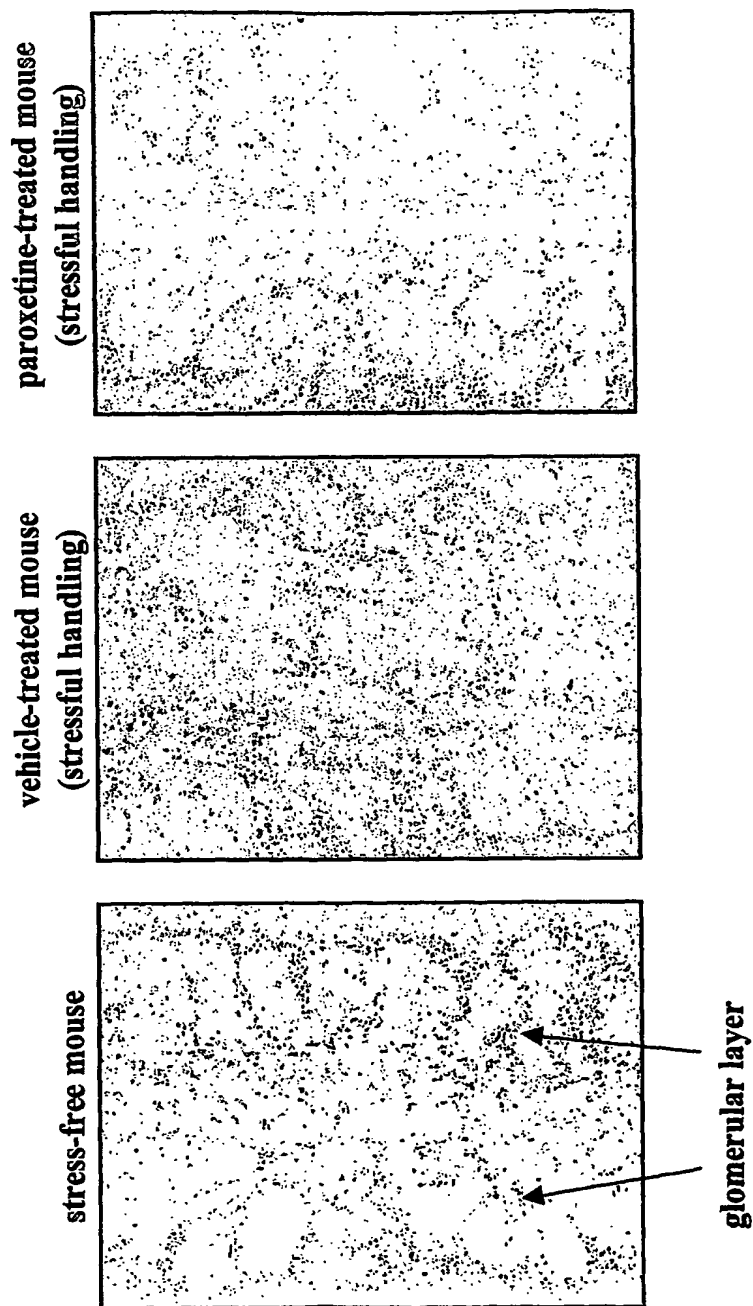 stress-free mouse
vehicle-treated mouse
(stressful handling)
paroxetine-treated mouse
(stressful handling)
glomerular layer